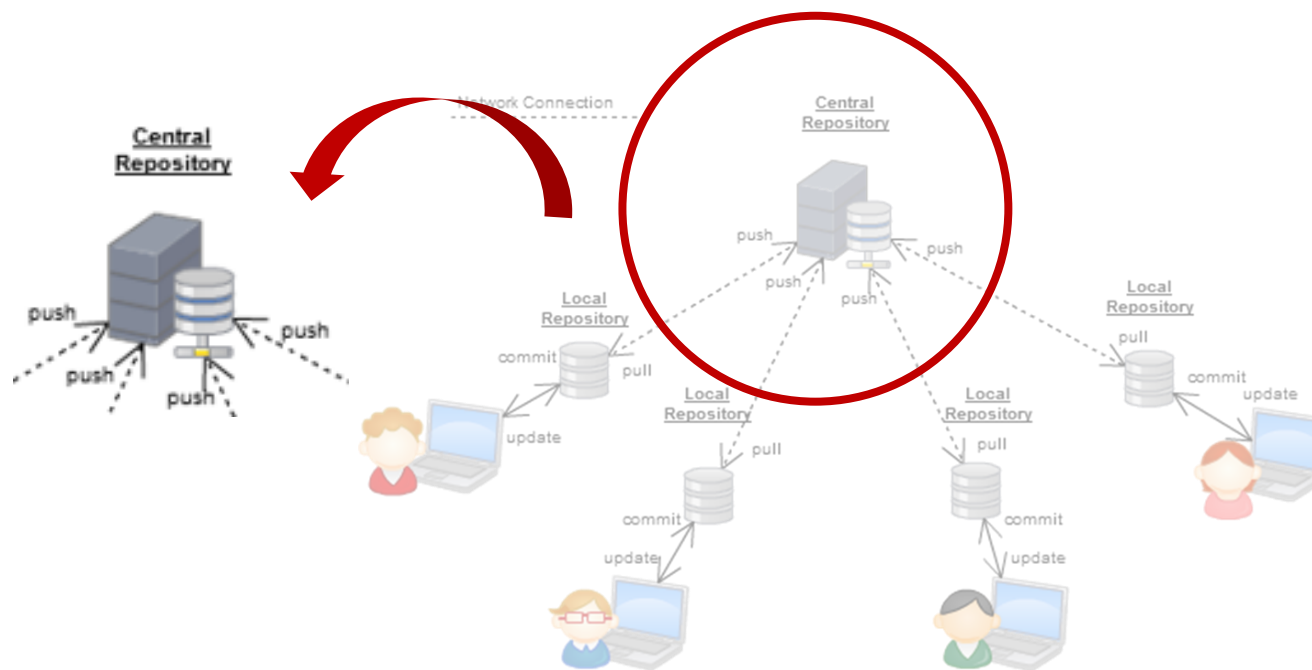 Network Connection
Central
Repository
Central
Repository
push
push
push
push
push
push
push
push
Local
Repository
commit
pull
update
Local
Repository
pull
commit
update
Local
Repository
pull
commit
update
Local
Repository
pull
commit
update